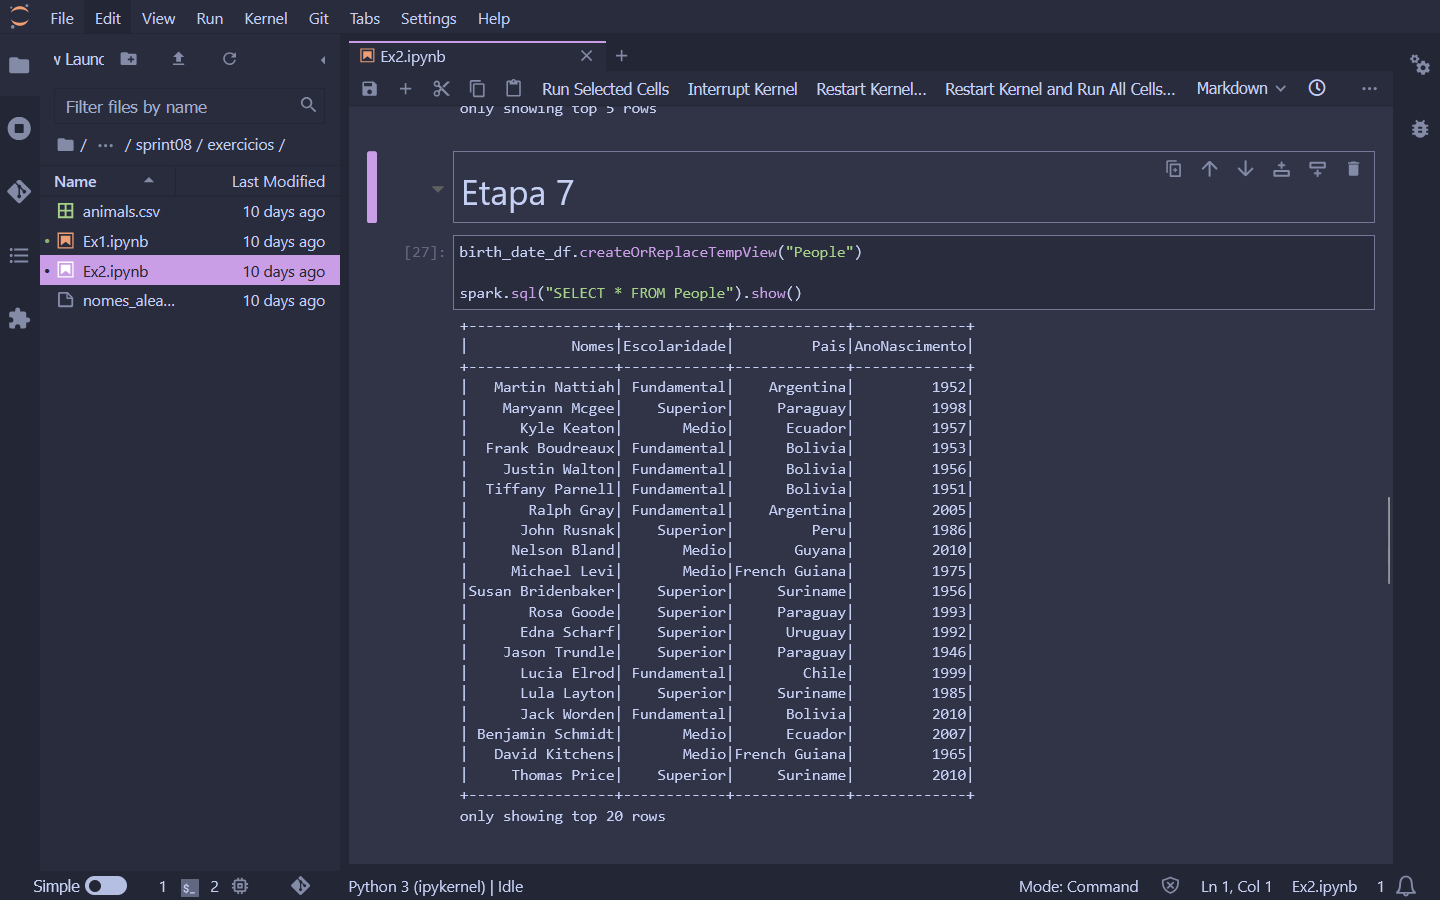 File Edit View Run Kernel Git Tabs Settings Help
Ex2.ipynb
Filter files by name
/ ··· / sprint08 / exercicios /
Name Last Modified
animals.csv 10 days ago
Ex1.ipynb 10 days ago
Ex2.ipynb 10 days ago
nomes_alea... 10 days ago
Run Selected Cells Interrupt Kernel Restart Kernel... Restart Kernel and Run All Cells... Markdown ···
only showing top 5 rows
Etapa 7
[27]: birth_date_df.createOrReplaceTempView("People")
spark.sql("SELECT * FROM People").show()
+-----------------+------------+-------------+-------------+
|            Nomes|Escolaridade|         Pais|AnoNascimento|
+-----------------+------------+-------------+-------------+
|   Martin Nattiah| Fundamental|    Argentina|         1952|
|    Maryann Mcgee|    Superior|     Paraguay|         1998|
|      Kyle Keaton|       Medio|      Ecuador|         1957|
|  Frank Boudreaux| Fundamental|      Bolivia|         1953|
|    Justin Walton| Fundamental|      Bolivia|         1956|
|  Tiffany Parnell| Fundamental|      Bolivia|         1951|
|       Ralph Gray| Fundamental|    Argentina|         2005|
|      John Rusnak|    Superior|         Peru|         1986|
|     Nelson Bland|       Medio|       Guyana|         2010|
|     Michael Levi|       Medio|French Guiana|         1975|
|Susan Bridenbaker|    Superior|     Suriname|         1956|
|       Rosa Goode|    Superior|     Paraguay|         1993|
|      Edna Scharf|    Superior|      Uruguay|         1992|
|    Jason Trundle|    Superior|     Paraguay|         1946|
|      Lucia Elrod| Fundamental|        Chile|         1999|
|      Lula Layton|    Superior|     Suriname|         1985|
|      Jack Worden| Fundamental|      Bolivia|         2010|
| Benjamin Schmidt|       Medio|      Ecuador|         2007|
|   David Kitchens|       Medio|French Guiana|         1965|
|     Thomas Price|    Superior|     Suriname|         2010|
+-----------------+------------+-------------+-------------+
only showing top 20 rows
Simple 1 $_ 2 Python 3 (ipykernel) | Idle Mode: Command Ln 1, Col 1 Ex2.ipynb 1